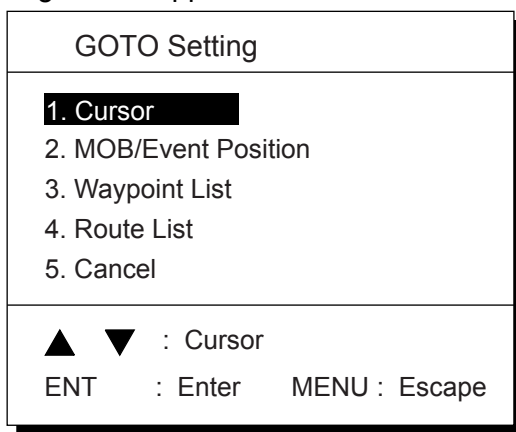 GOTO Setting
1. Cursor
2. MOB/Event Position
3. Waypoint List
4. Route List
5. Cancel
▲ ▼ : Cursor
ENT : Enter MENU : Escape